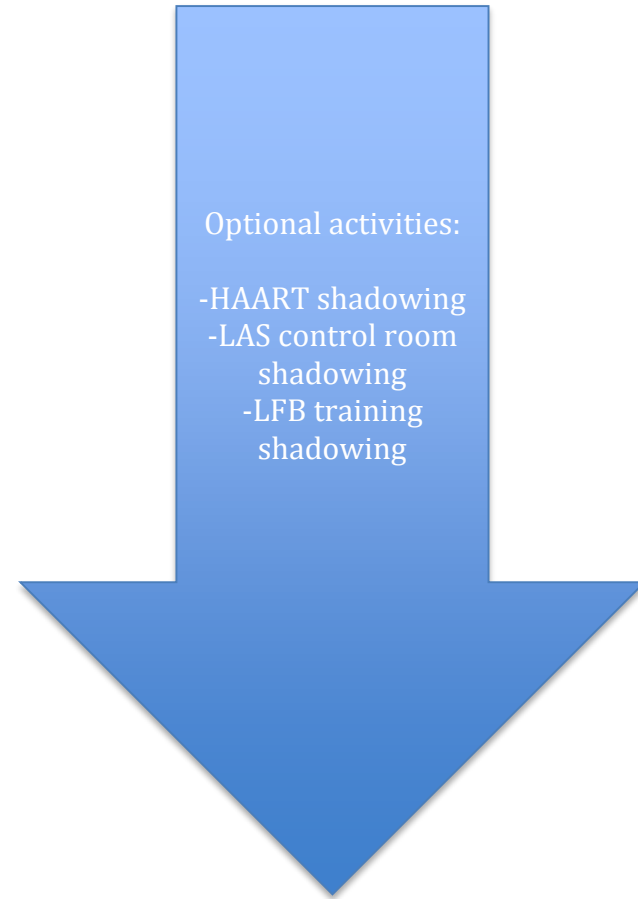 Optional activities:
-HAART shadowing
-LAS control room
shadowing
-LFB training
shadowing